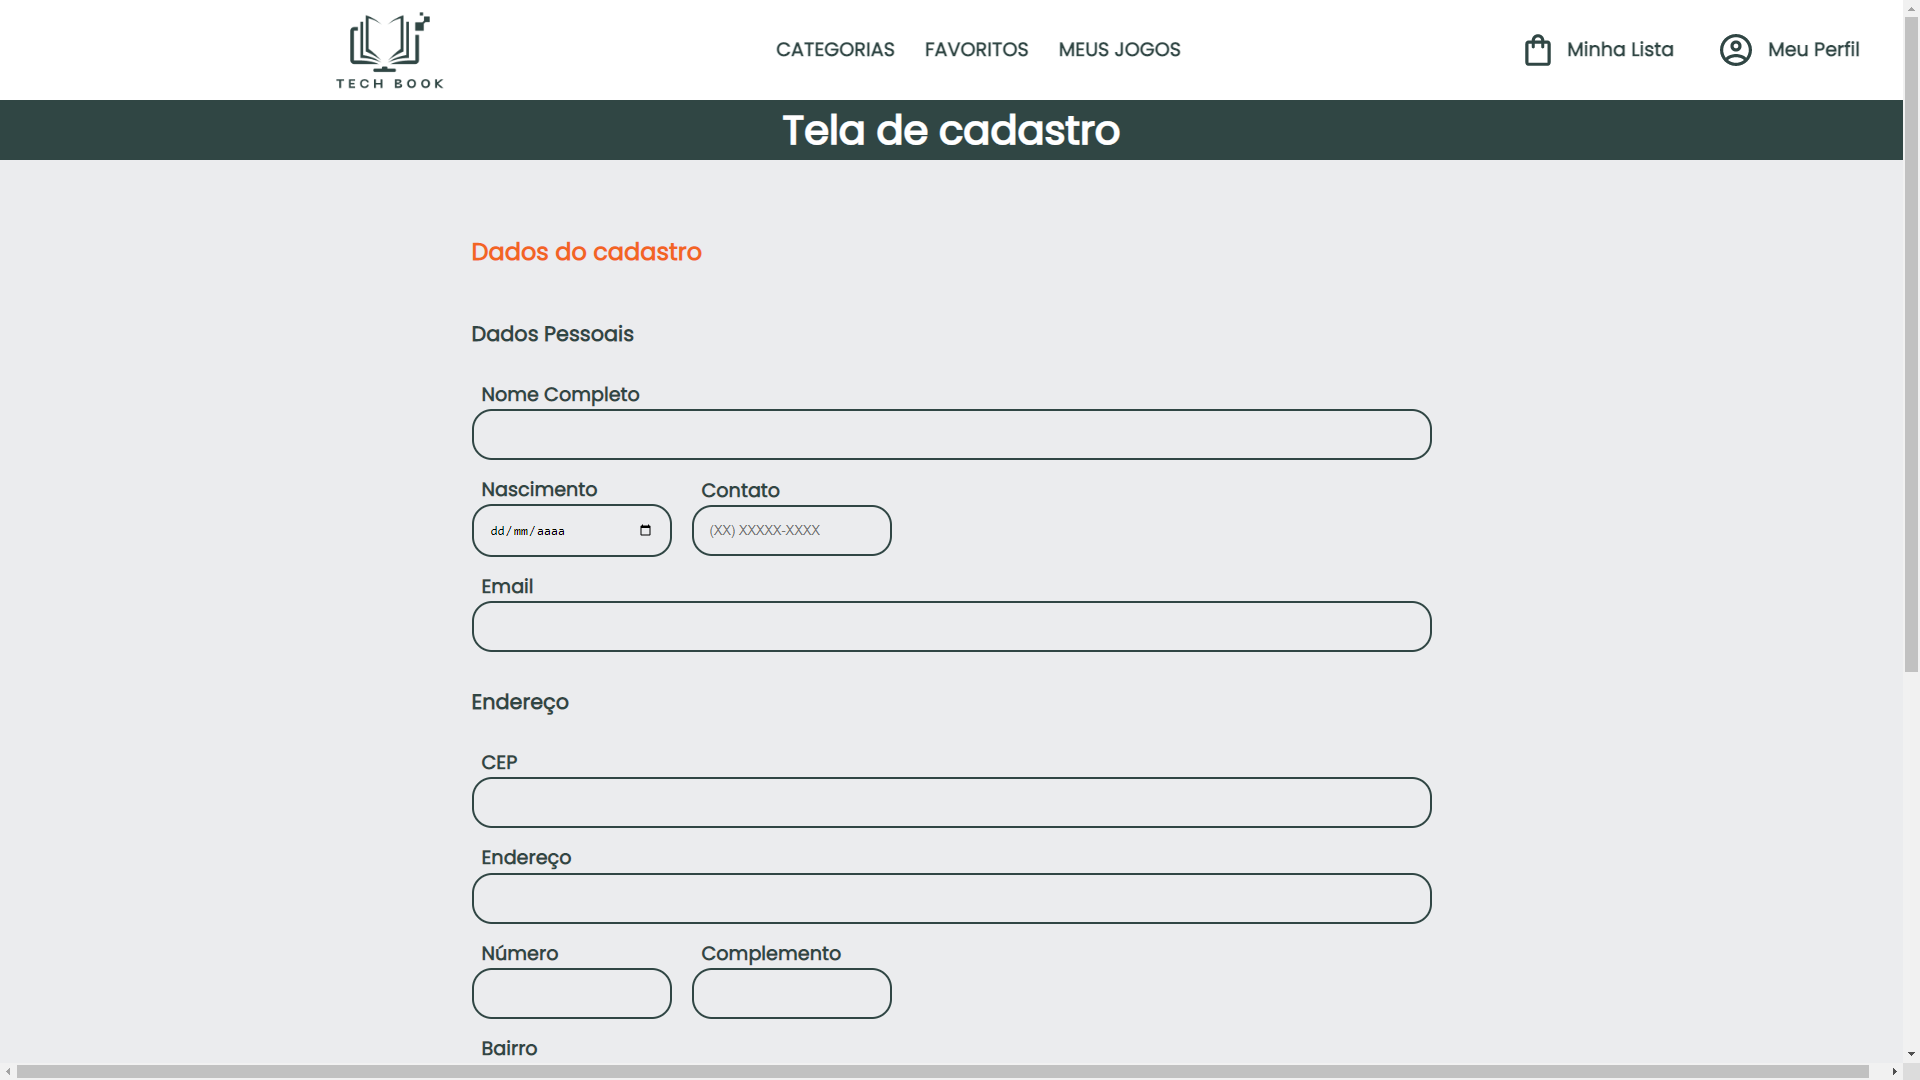 TECH BOOK
CATEGORIAS FAVORITOS MEUS JOGOS Minha Lista Meu Perfil
Tela de cadastro
Dados do cadastro
Dados Pessoais
Nome Completo
Nascimento Contato
dd/mm/aaaa (XX) XXXXX-XXXX
Email
Endereço
CEP
Endereço
Número Complemento
Bairro